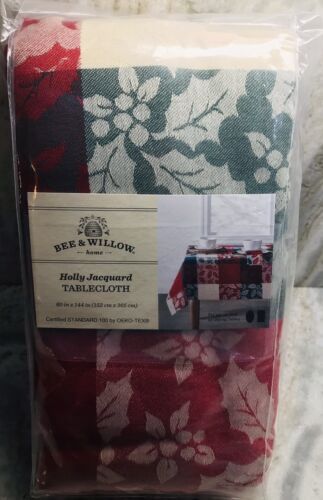 BEE & WILLOW
home
Holly Jacquard
TABLECLOTH
60 in x 144 in (152 cm x 365 cm)
Certified STANDARD 100 by OEKO-TEX®